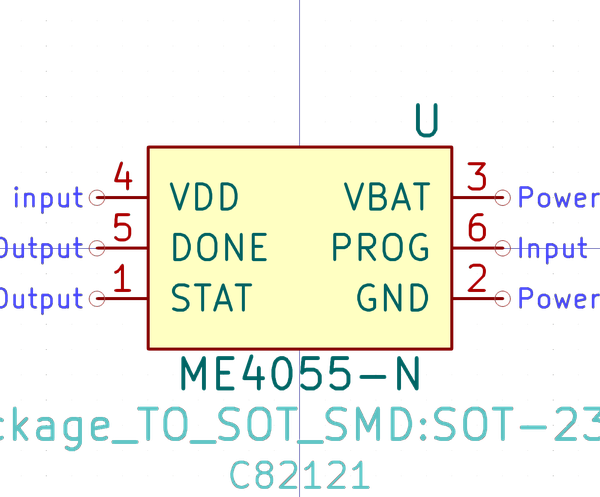 U
input 4 VDD VBAT 3 Power
Output 5 DONE PROG 6 Input
Output 1 STAT GND 2 Power
ME4055-N
ckage_TO_SOT_SMD:SOT-23
C82121